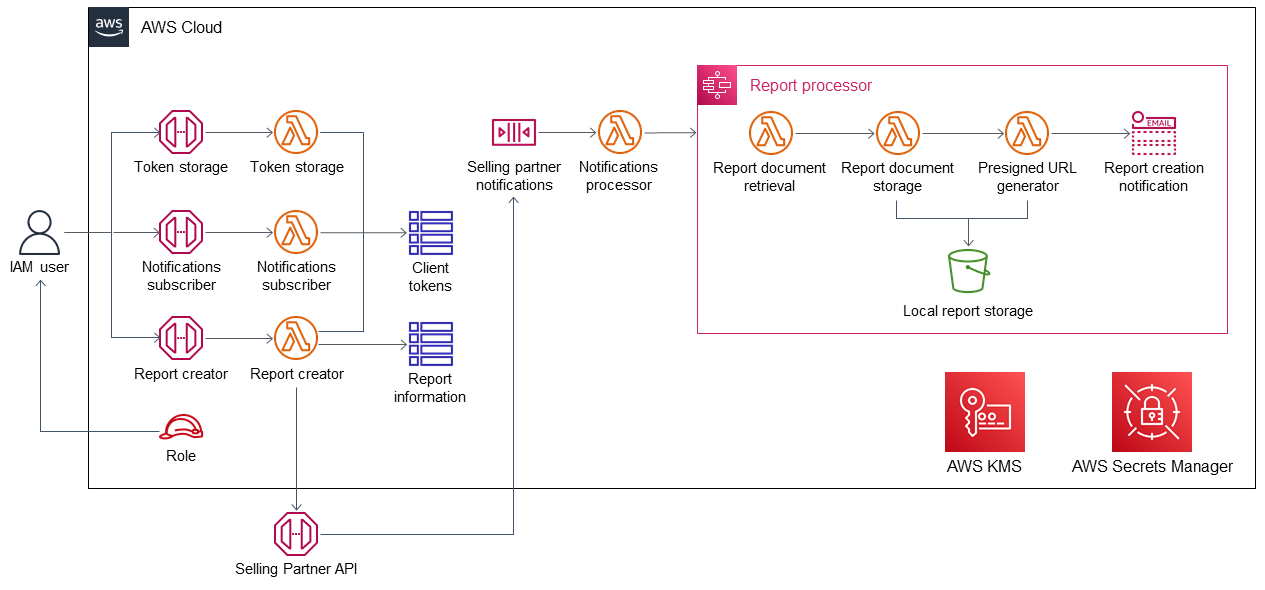 aws
AWS Cloud
Report processor
Token storage
Token storage
Selling partner
notifications
Notifications
processor
Report document
retrieval
Report document
storage
Presigned URL
generator
EMAIL
Report creation
notification
IAM user
Notifications
subscriber
Notifications
subscriber
Client
tokens
Local report storage
Report creator
Report creator
Report
information
Role
AWS KMS
AWS Secrets Manager
Selling Partner API